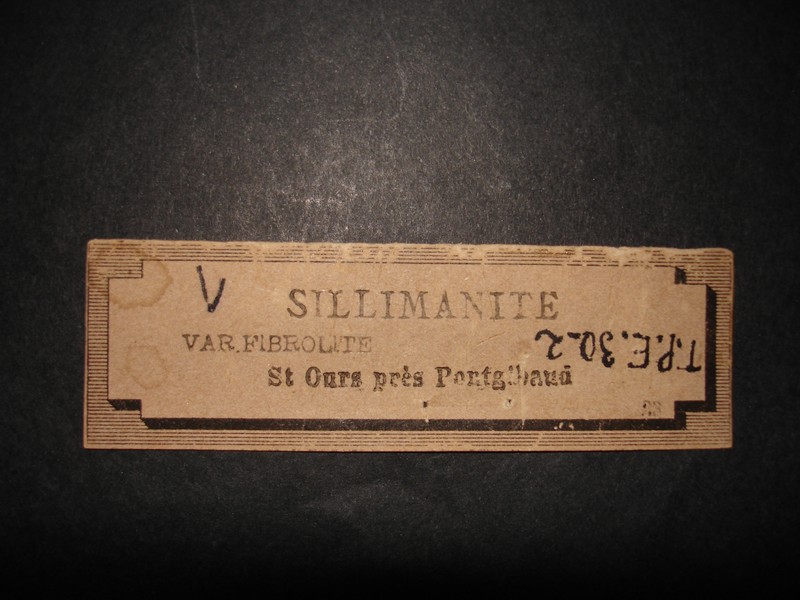 V
SILLIMANITE
VAR.FIBROLITE
T.P.E.30-2
St Ours près Pontgibaud